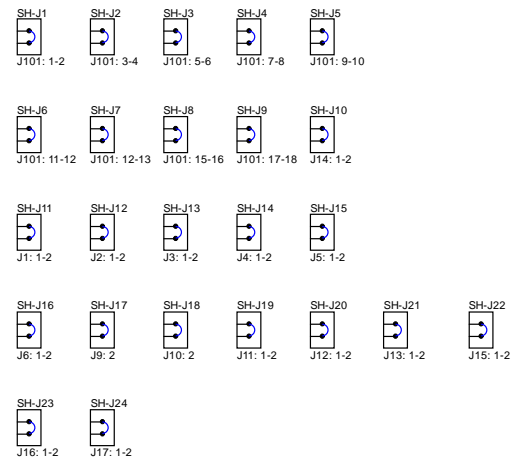 SH-J1 SH-J2 SH-J3 SH-J4 SH-J5
J101: 1-2 J101: 3-4 J101: 5-6 J101: 7-8 J101: 9-10
SH-J6 SH-J7 SH-J8 SH-J9 SH-J10
J101: 11-12 J101: 12-13 J101: 15-16 J101: 17-18 J14: 1-2
SH-J11 SH-J12 SH-J13 SH-J14 SH-J15
J1: 1-2 J2: 1-2 J3: 1-2 J4: 1-2 J5: 1-2
SH-J16 SH-J17 SH-J18 SH-J19 SH-J20 SH-J21 SH-J22
J6: 1-2 J9: 2 J10: 2 J11: 1-2 J12: 1-2 J13: 1-2 J15: 1-2
SH-J23 SH-J24
J16: 1-2 J17: 1-2